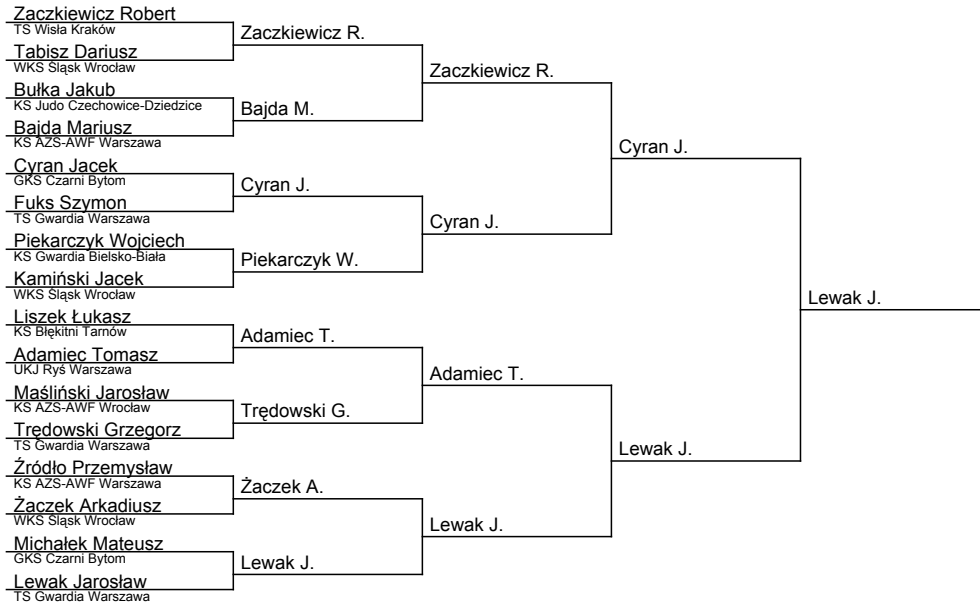 Zaczkiewicz Robert
TS Wisła Kraków
Tabisz Dariusz
WKS Śląsk Wrocław
Bułka Jakub
KS Judo Czechowice-Dziedzice
Bajda Mariusz
KS AZS-AWF Warszawa
Cyran Jacek
GKS Czarni Bytom
Fuks Szymon
TS Gwardia Warszawa
Piekarczyk Wojciech
KS Gwardia Bielsko-Biała
Kamiński Jacek
WKS Śląsk Wrocław
Liszek Łukasz
KS Błękitni Tarnów
Adamiec Tomasz
UKJ Ryś Warszawa
Maśliński Jarosław
KS AZS-AWF Wrocław
Trędowski Grzegorz
TS Gwardia Warszawa
Źródło Przemysław
KS AZS-AWF Warszawa
Żaczek Arkadiusz
WKS Śląsk Wrocław
Michałek Mateusz
GKS Czarni Bytom
Lewak Jarosław
TS Gwardia Warszawa
Zaczkiewicz R.
Bajda M.
Cyran J.
Piekarczyk W.
Adamiec T.
Trędowski G.
Żaczek A.
Lewak J.
Zaczkiewicz R.
Cyran J.
Adamiec T.
Lewak J.
Cyran J.
Lewak J.
Lewak J.